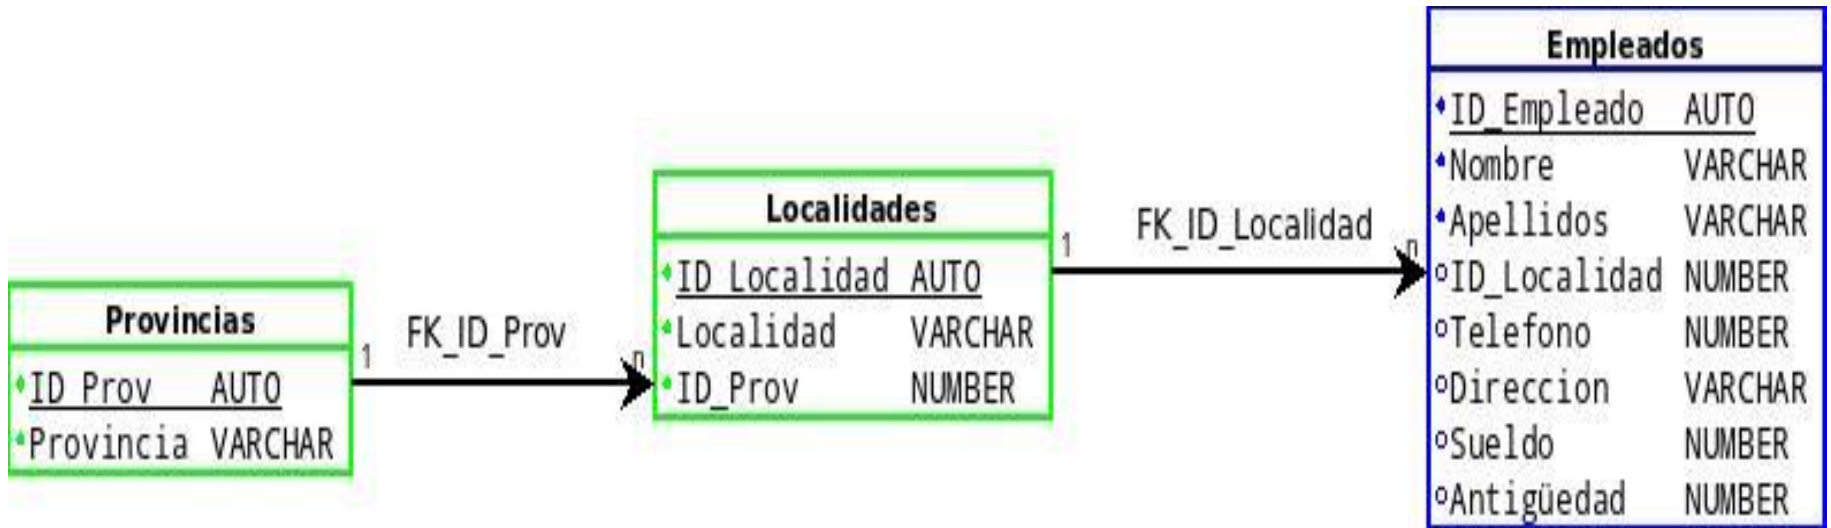 Provincias
ID_Prov AUTO
Provincia VARCHAR
1
FK_ID_Prov
n
Localidades
ID_Localidad AUTO
Localidad VARCHAR
ID_Prov NUMBER
1
FK_ID_Localidad
n
Empleados
ID_Empleado AUTO
Nombre VARCHAR
Apellidos VARCHAR
ID_Localidad NUMBER
Telefono NUMBER
Direccion VARCHAR
Sueldo NUMBER
Antigüedad NUMBER